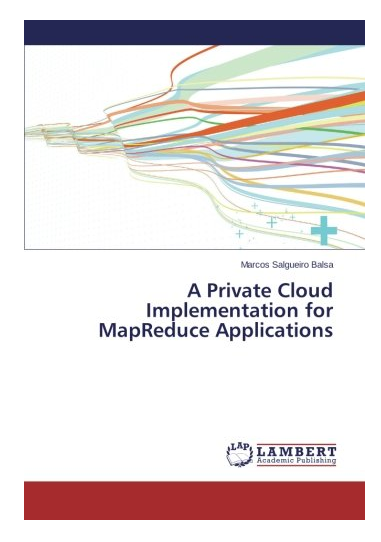 Marcos Salgueiro Balsa
A Private Cloud
Implementation for
MapReduce Applications
LAP
LAMBERT
Academic Publishing